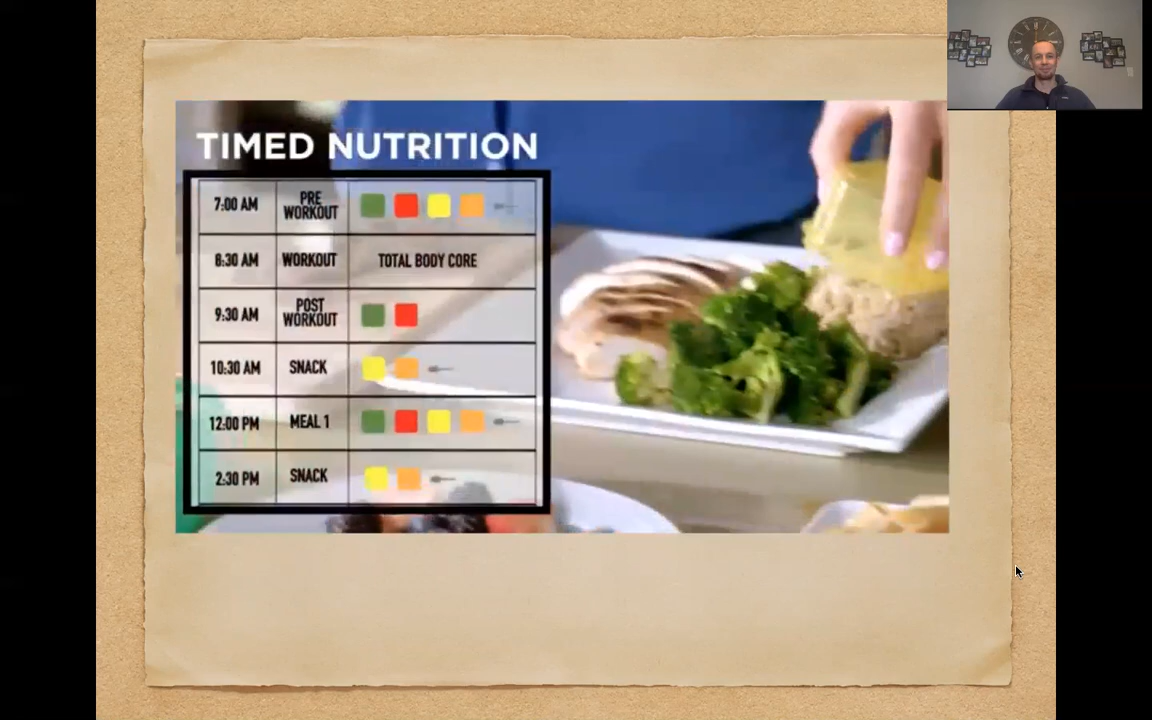 TIMED NUTRITION
7:00 AM PRE WORKOUT
8:30 AM WORKOUT TOTAL BODY CORE
9:30 AM POST WORKOUT
10:30 AM SNACK
12:00 PM MEAL 1
2:30 PM SNACK